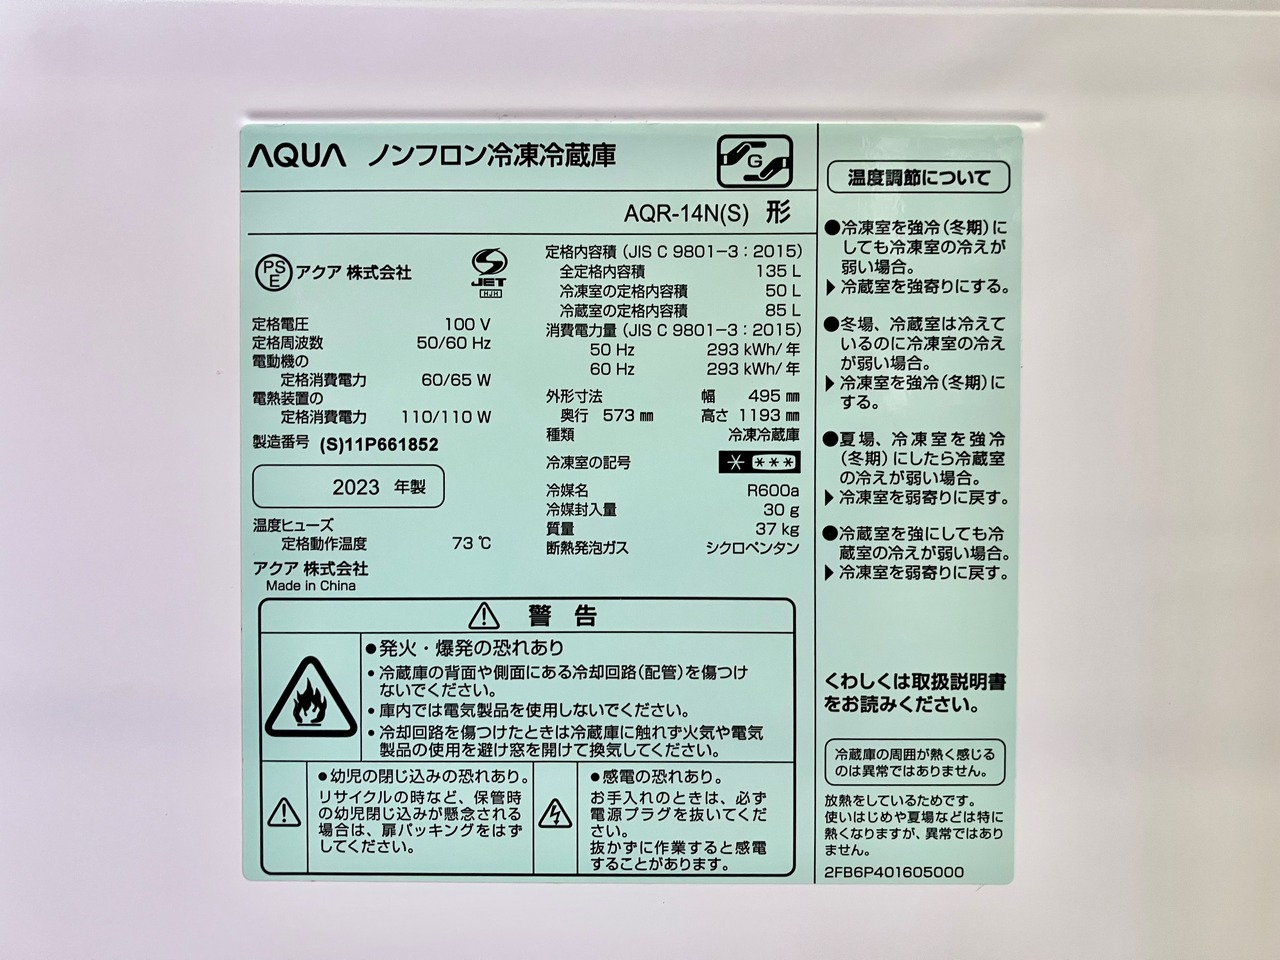 AQUA ノンフロン冷凍冷蔵庫
G
AQR-14N(S) 形
PS
E
アクア 株式会社
S
JET
HJH
定格電圧 100 V
定格周波数 50/60 Hz
電動機の
定格消費電力 60/65 W
電熱装置の
定格消費電力 110/110 W
製造番号 (S)11P661852
2023 年製
温度ヒューズ
定格動作温度 73 ℃
アクア 株式会社
Made in China
定格内容積 (JIS C 9801-3:2015)
全定格内容積 135 L
冷凍室の定格内容積 50 L
冷蔵室の定格内容積 85 L
消費電力量 (JIS C 9801-3:2015)
50 Hz 293 kWh/年
60 Hz 293 kWh/年
外形寸法 幅 495 ㎜
奥行 573 ㎜ 高さ 1193 ㎜
種類 冷凍冷蔵庫
冷凍室の記号 * ***
冷媒名 R600a
冷媒封入量 30 g
質量 37 kg
断熱発泡ガス シクロペンタン
⚠ 警 告
●発火・爆発の恐れあり
・冷蔵庫の背面や側面にある冷却回路(配管)を傷つけ
ないでください。
・庫内では電気製品を使用しないでください。
・冷却回路を傷つけたときは冷蔵庫に触れず火気や電気
製品の使用を避け窓を開けて換気してください。
●幼児の閉じ込みの恐れあり。
リサイクルの時など、保管時
の幼児閉じ込みが懸念される
場合は、扉パッキングをはず
してください。
●感電の恐れあり。
お手入れのときは、必ず
電源プラグを抜いてくだ
さい。
抜かずに作業すると感電
することがあります。
温度調節について
●冷凍室を強冷(冬期)に
しても冷凍室の冷えが
弱い場合。
▶冷蔵室を強寄りにする。
●冬場、冷蔵室は冷えて
いるのに冷凍室の冷え
が弱い場合。
▶冷凍室を強冷(冬期)に
する。
●夏場、冷凍室を強冷
(冬期)にしたら冷蔵室
の冷えが弱い場合。
▶冷凍室を弱寄りに戻す。
●冷蔵室を強にしても冷
蔵室の冷えが弱い場合。
▶冷凍室を弱寄りに戻す。
くわしくは取扱説明書
をお読みください。
冷蔵庫の周囲が熱く感じる
のは異常ではありません。
放熱をしているためです。
使いはじめや夏場などは特に
熱くなりますが、異常ではあり
ません。
2FB6P401605000